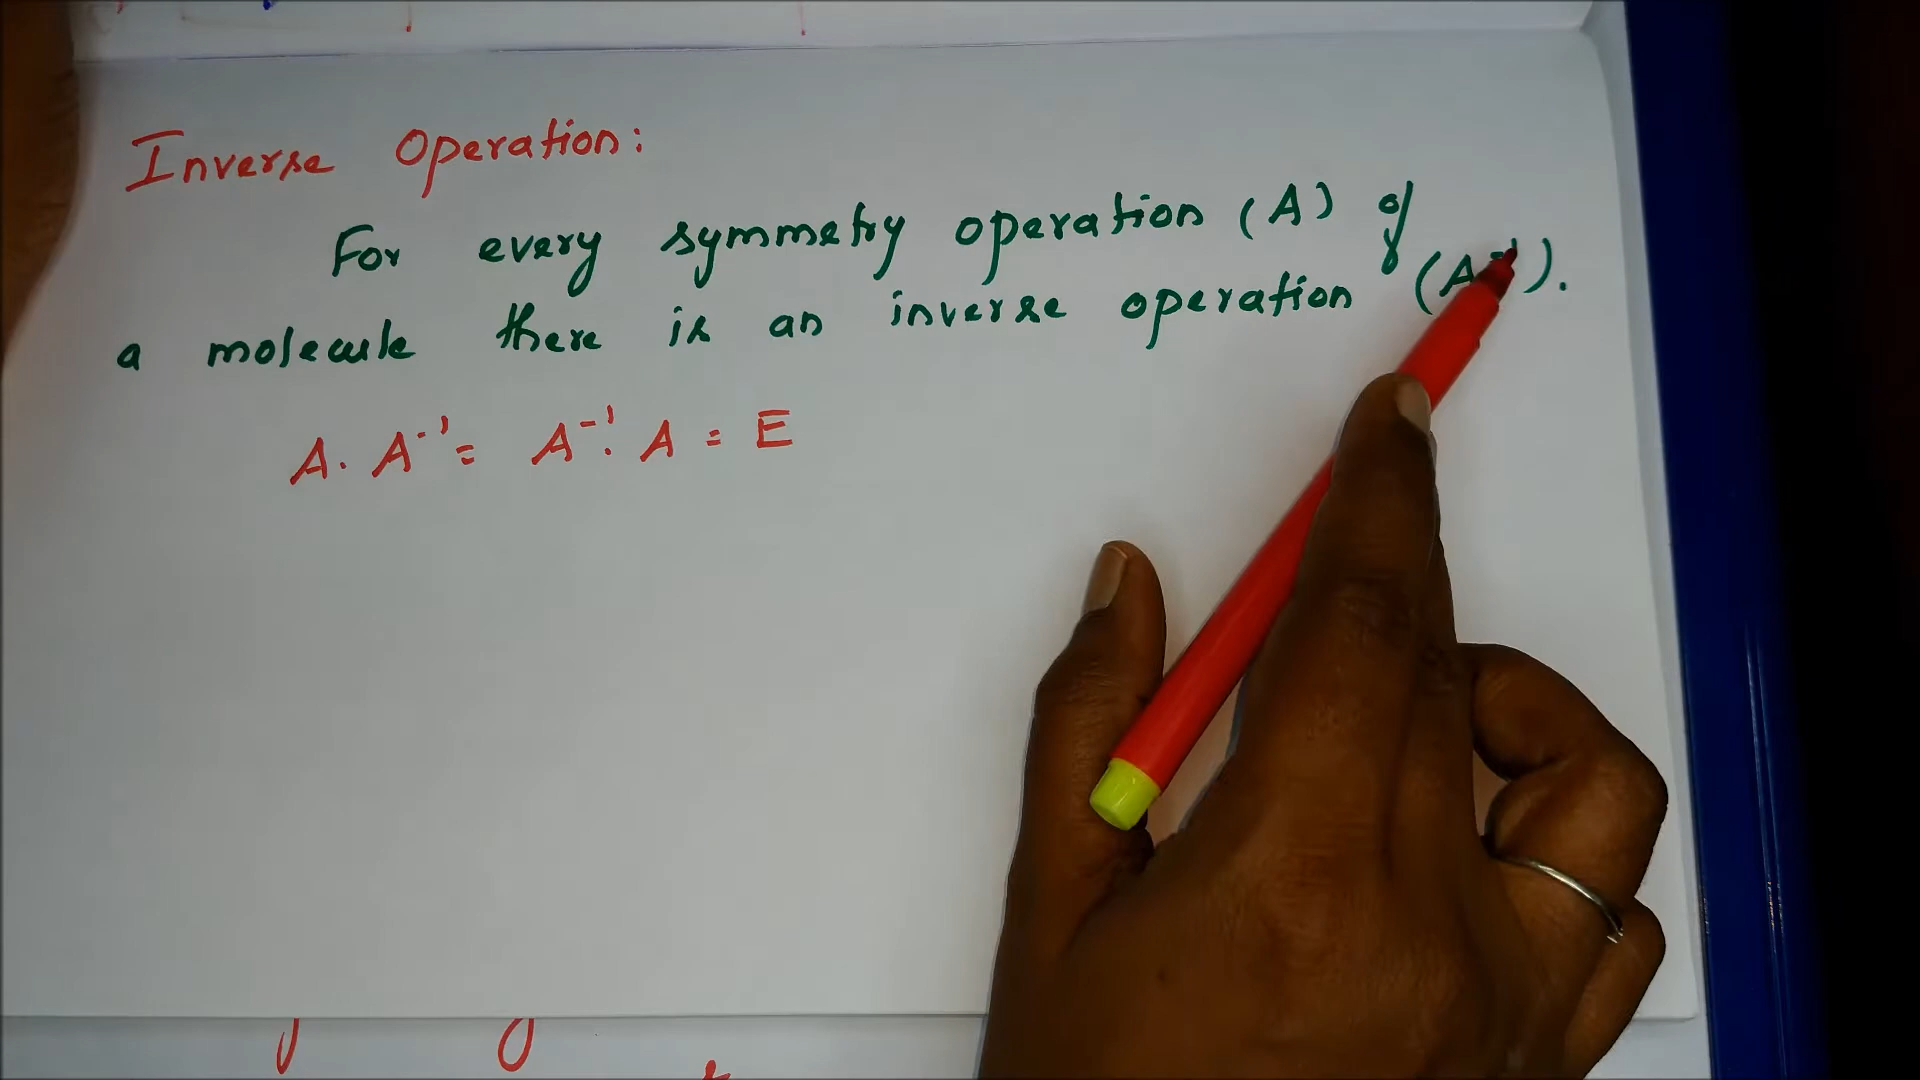 Inverse Operation:
For every symmetry operation (A) of
a molecule there is an inverse operation (A⁻¹).
A. A⁻¹ = A⁻¹. A = E